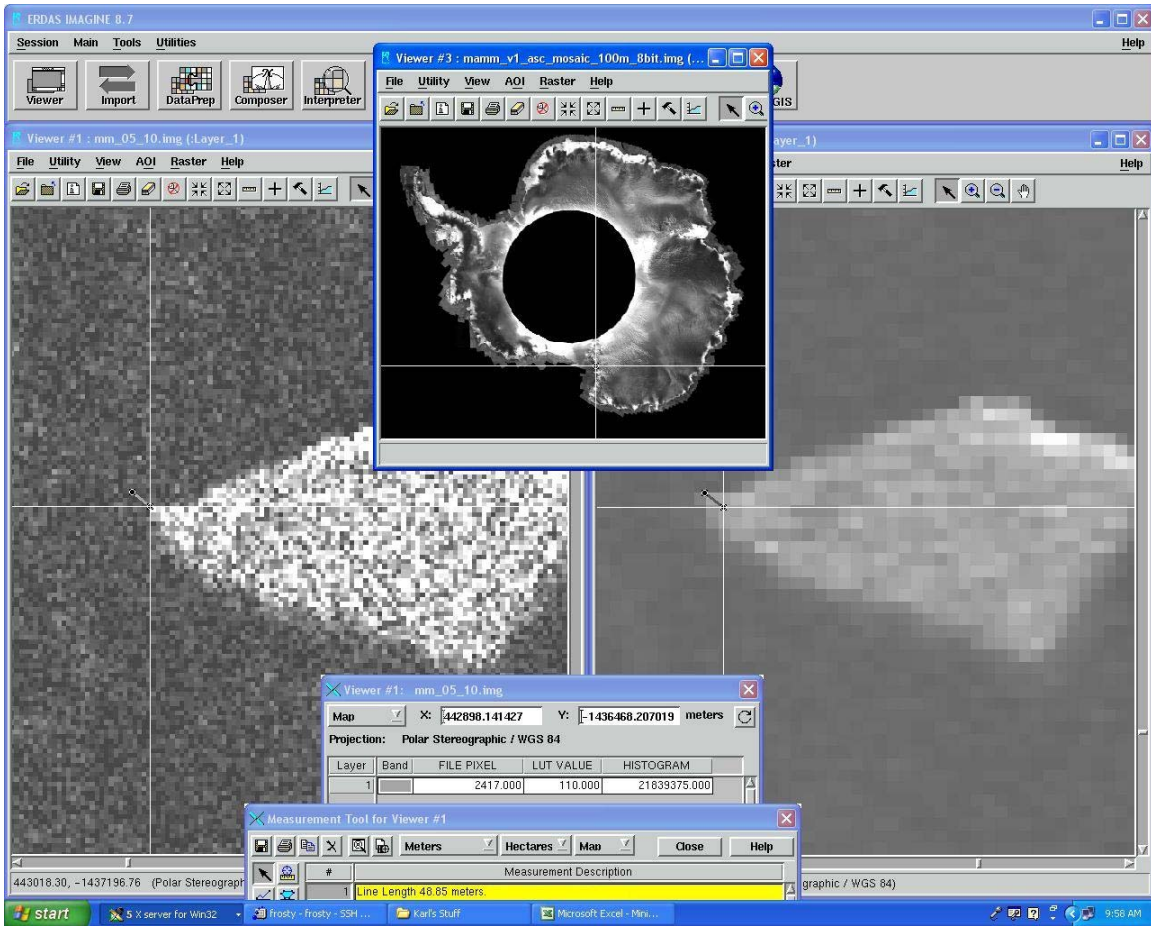 ERDAS IMAGINE 8.7
Session Main Tools Utilities Help
Viewer Import DataPrep Composer Interpreter GIS
Viewer #3 : mamm_v1_asc_mosaic_100m_8bit.img (...
File Utility View AOI Raster Help
Viewer #1 : mm_05_10.img (:Layer_1)
ayer_1)
File Utility View AOI Raster Help
ster Help
Viewer #1: mm_05_10.img
Map X: 442898.141427 Y: -1436468.207019 meters
Projection: Polar Stereographic / WGS 84
Layer Band FILE PIXEL LUT VALUE HISTOGRAM
1 2417.000 110.000 21839375.000
Measurement Tool for Viewer #1
Meters Hectares Map Close Help
# Measurement Description
1 Line Length 48.85 meters.
443018.30, -1437196.76 (Polar Stereograph
graphic / WGS 84)
start 5 X server for Win32 frosty - frosty - SSH ... Karl's Stuff Microsoft Excel - Mini... 9:58 AM